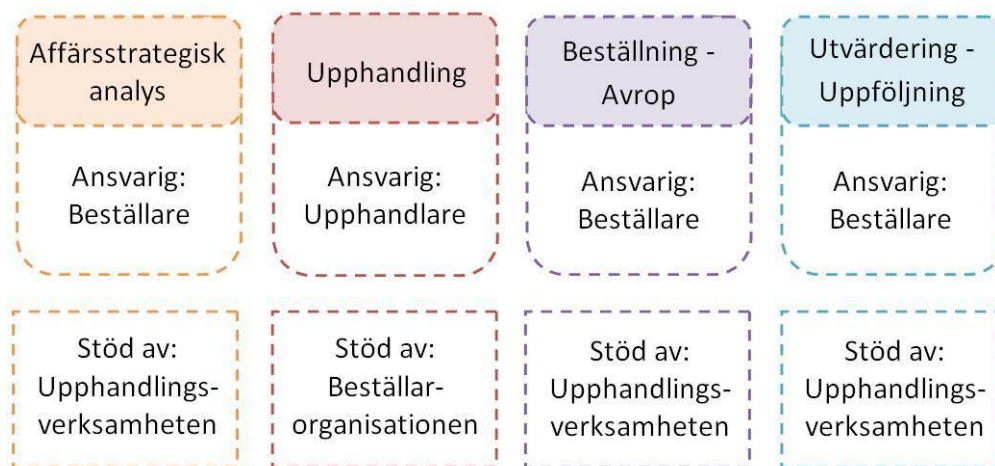 Affärsstrategisk
analys
Ansvarig:
Beställare
Stöd av:
Upphandlings-
verksamheten
Upphandling
Ansvarig:
Upphandlare
Stöd av:
Beställar-
organisationen
Beställning -
Avrop
Ansvarig:
Beställare
Stöd av:
Upphandlings-
verksamheten
Utvärdering -
Uppföljning
Ansvarig:
Beställare
Stöd av:
Upphandlings-
verksamheten